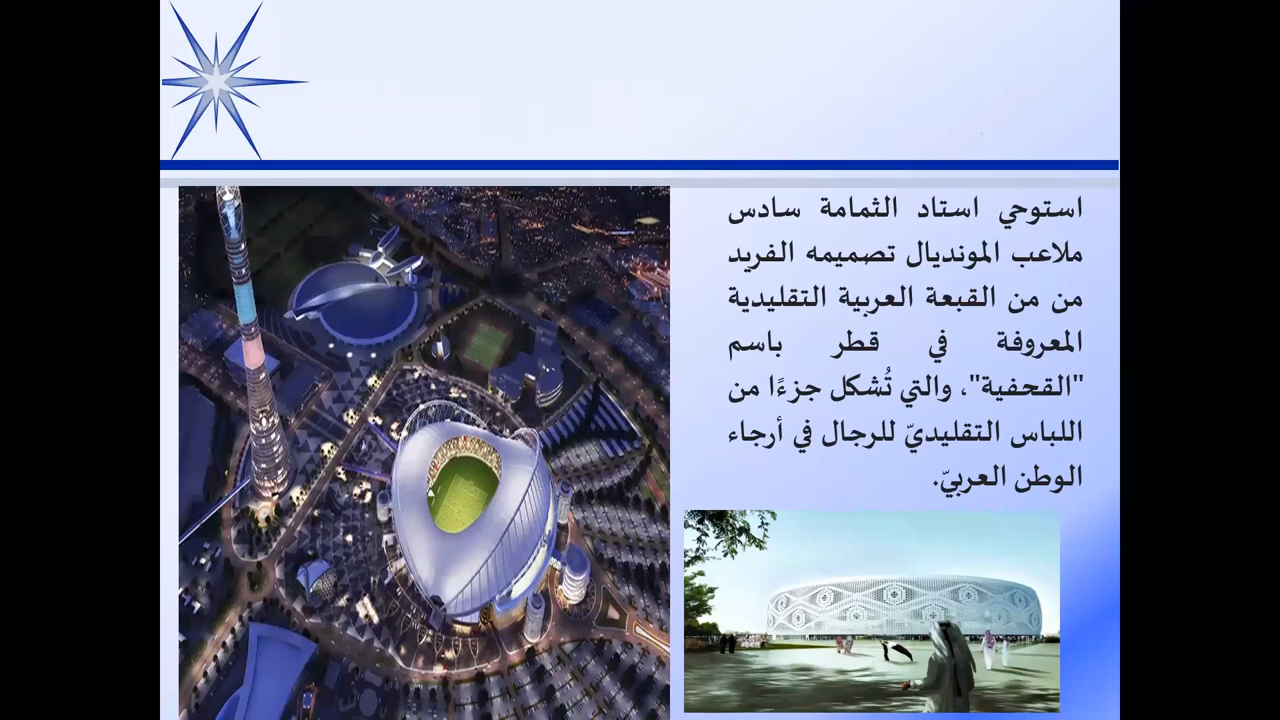 استوحي استاد الثمامة سادس
ملاعب المونديال تصميمه الفريد
من من القبعة العربية التقليدية
المعروفة في قطر باسم
"القحفية"، والتي تُشكل جزءًا من
اللباس التقليديّ للرجال في أرجاء
الوطن العربيّ.